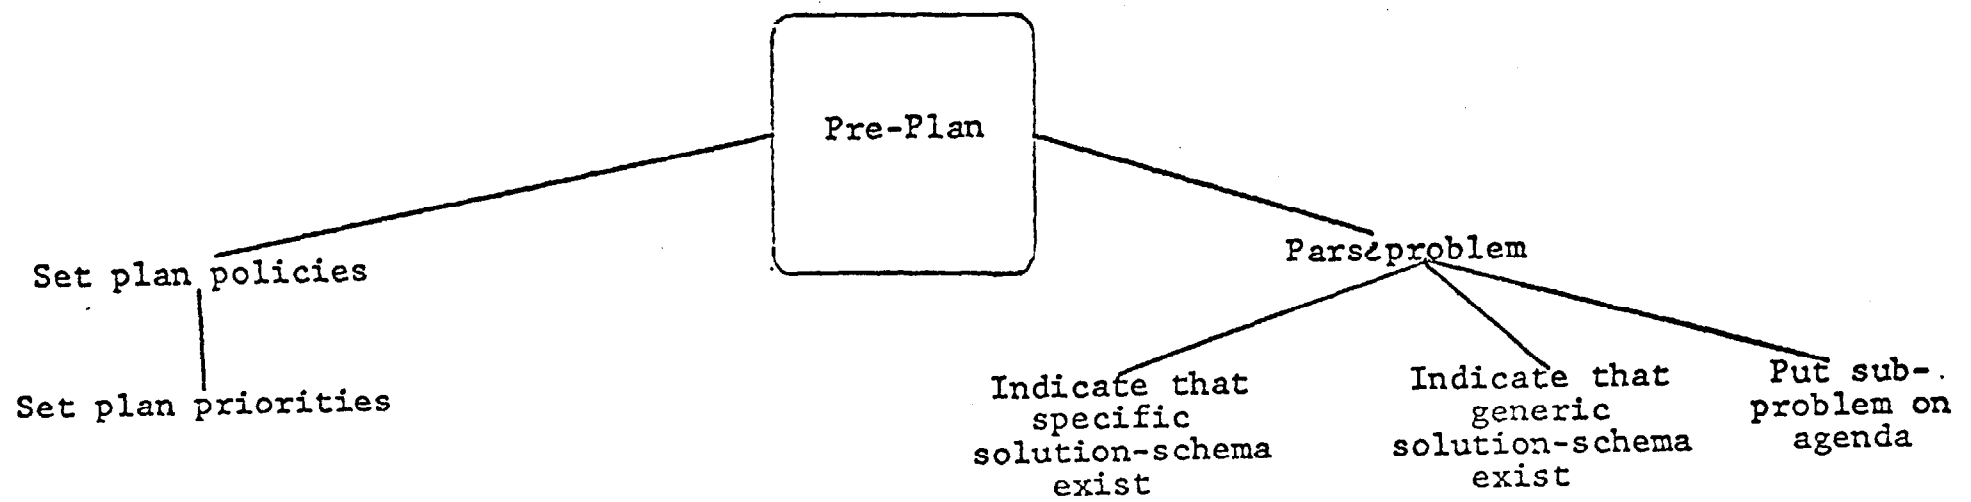 Pre-Plan
Set plan policies
Set plan priorities
Parse problem
Indicate that
specific
solution-schema
exist
Indicate that
generic
solution-schema
exist
Put sub-
problem on
agenda